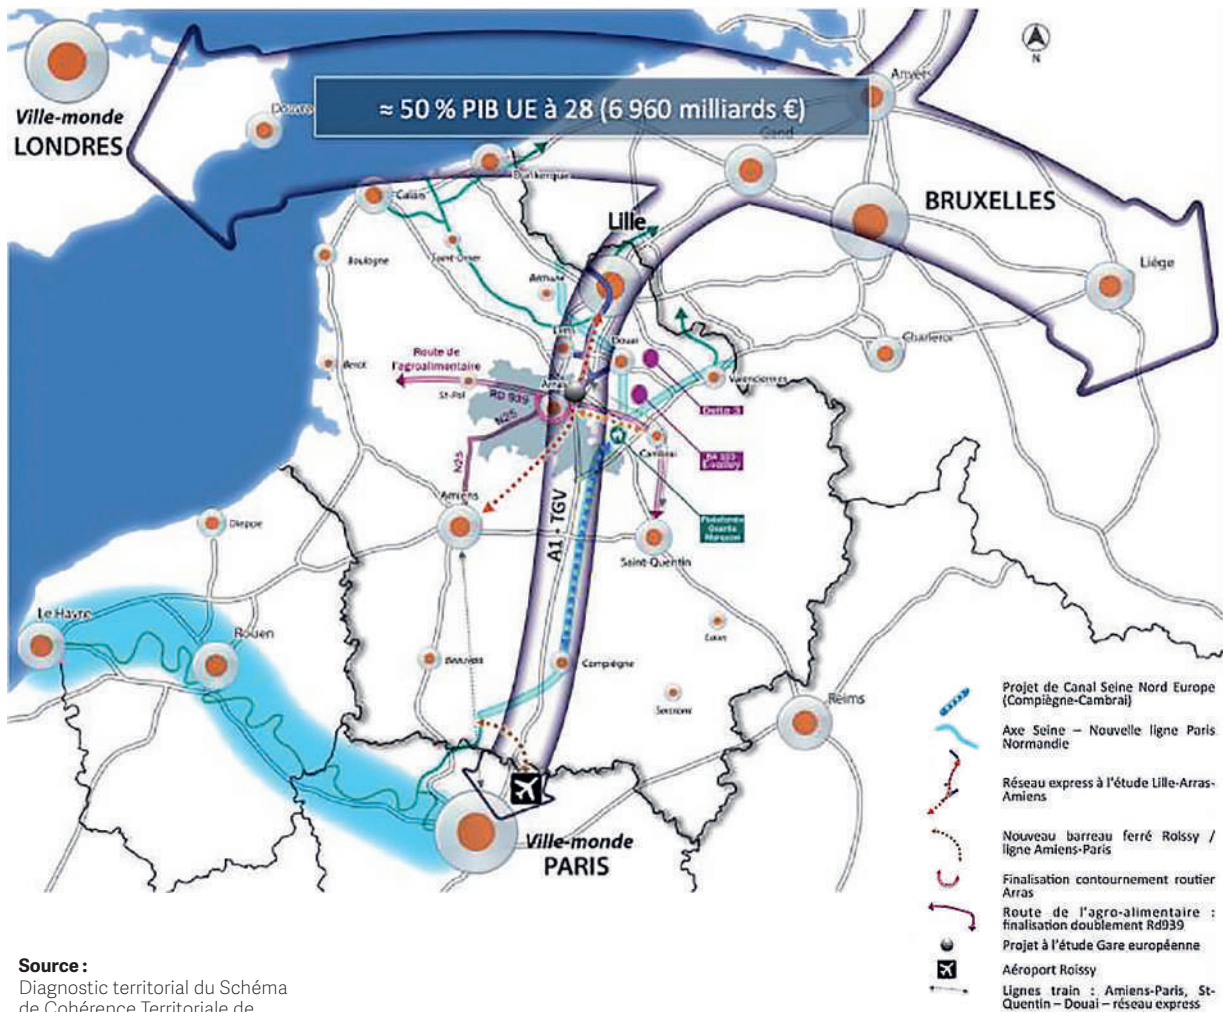 Ville-monde
LONDRES
≈ 50 % PIB UE à 28 (6 960 milliards €)
N
Anvers
Gand
Dunkerque
Calais
BRUXELLES
Lille
Saint-Omer
Boulogne
Liège
Charleroi
Berck
Lens
Douai
Valenciennes
Route de
l'agroalimentaire
St-Pol
Arras
RD 939
N25
N25
Delta 3
Cambrai
Amiens
A1 - TGV
Saint-Quentin
Dieppe
Le Havre
Rouen
Laon
Beauvais
Compiègne
Soissons
Reims
Ville-monde
PARIS
Projet de Canal Seine Nord Europe
(Compiègne-Cambrai)
Axe Seine – Nouvelle ligne Paris
Normandie
Réseau express à l'étude Lille-Arras-
Amiens
Nouveau barreau ferré Roissy /
ligne Amiens-Paris
Finalisation contournement routier
Arras
Route de l'agro-alimentaire :
finalisation doublement Rd939
Projet à l'étude Gare européenne
Aéroport Roissy
Lignes train : Amiens-Paris, St-
Quentin – Douai – réseau express
Source :
Diagnostic territorial du Schéma
de Cohérence Territoriale de